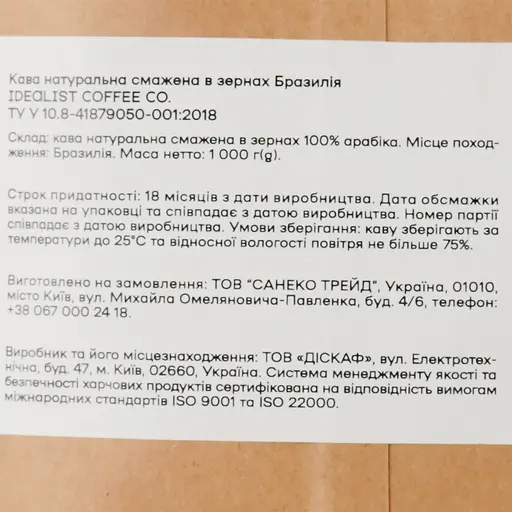 Кава натуральна смажена в зернах Бразилія
IDEALIST COFFEE CO.
ТУ У 10.8-41879050-001:2018
Склад: кава натуральна смажена в зернах 100% арабіка. Місце поход-
ження: Бразилія. Маса нетто: 1 000 г(g).
Строк придатності: 18 місяців з дати виробництва. Дата обсмажки
вказана на упаковці та співпадає з датою виробництва. Номер партії
співпадає з датою виробництва. Умови зберігання: каву зберігають за
температури до 25°C та відносної вологості повітря не більше 75%.
Виготовлено на замовлення: ТОВ "САНЕКО ТРЕЙД", Україна, 01010,
місто Київ, вул. Михайла Омеляновича-Павленка, буд. 4/6, телефон:
+38 067 000 24 18.
Виробник та його місцезнаходження: ТОВ «ДІСКАФ», вул. Електротех-
нічна, буд. 47, м. Київ, 02660, Україна. Система менеджменту якості та
безпечності харчових продуктів сертифікована на відповідність вимогам
міжнародних стандартів ISO 9001 та ISO 22000.